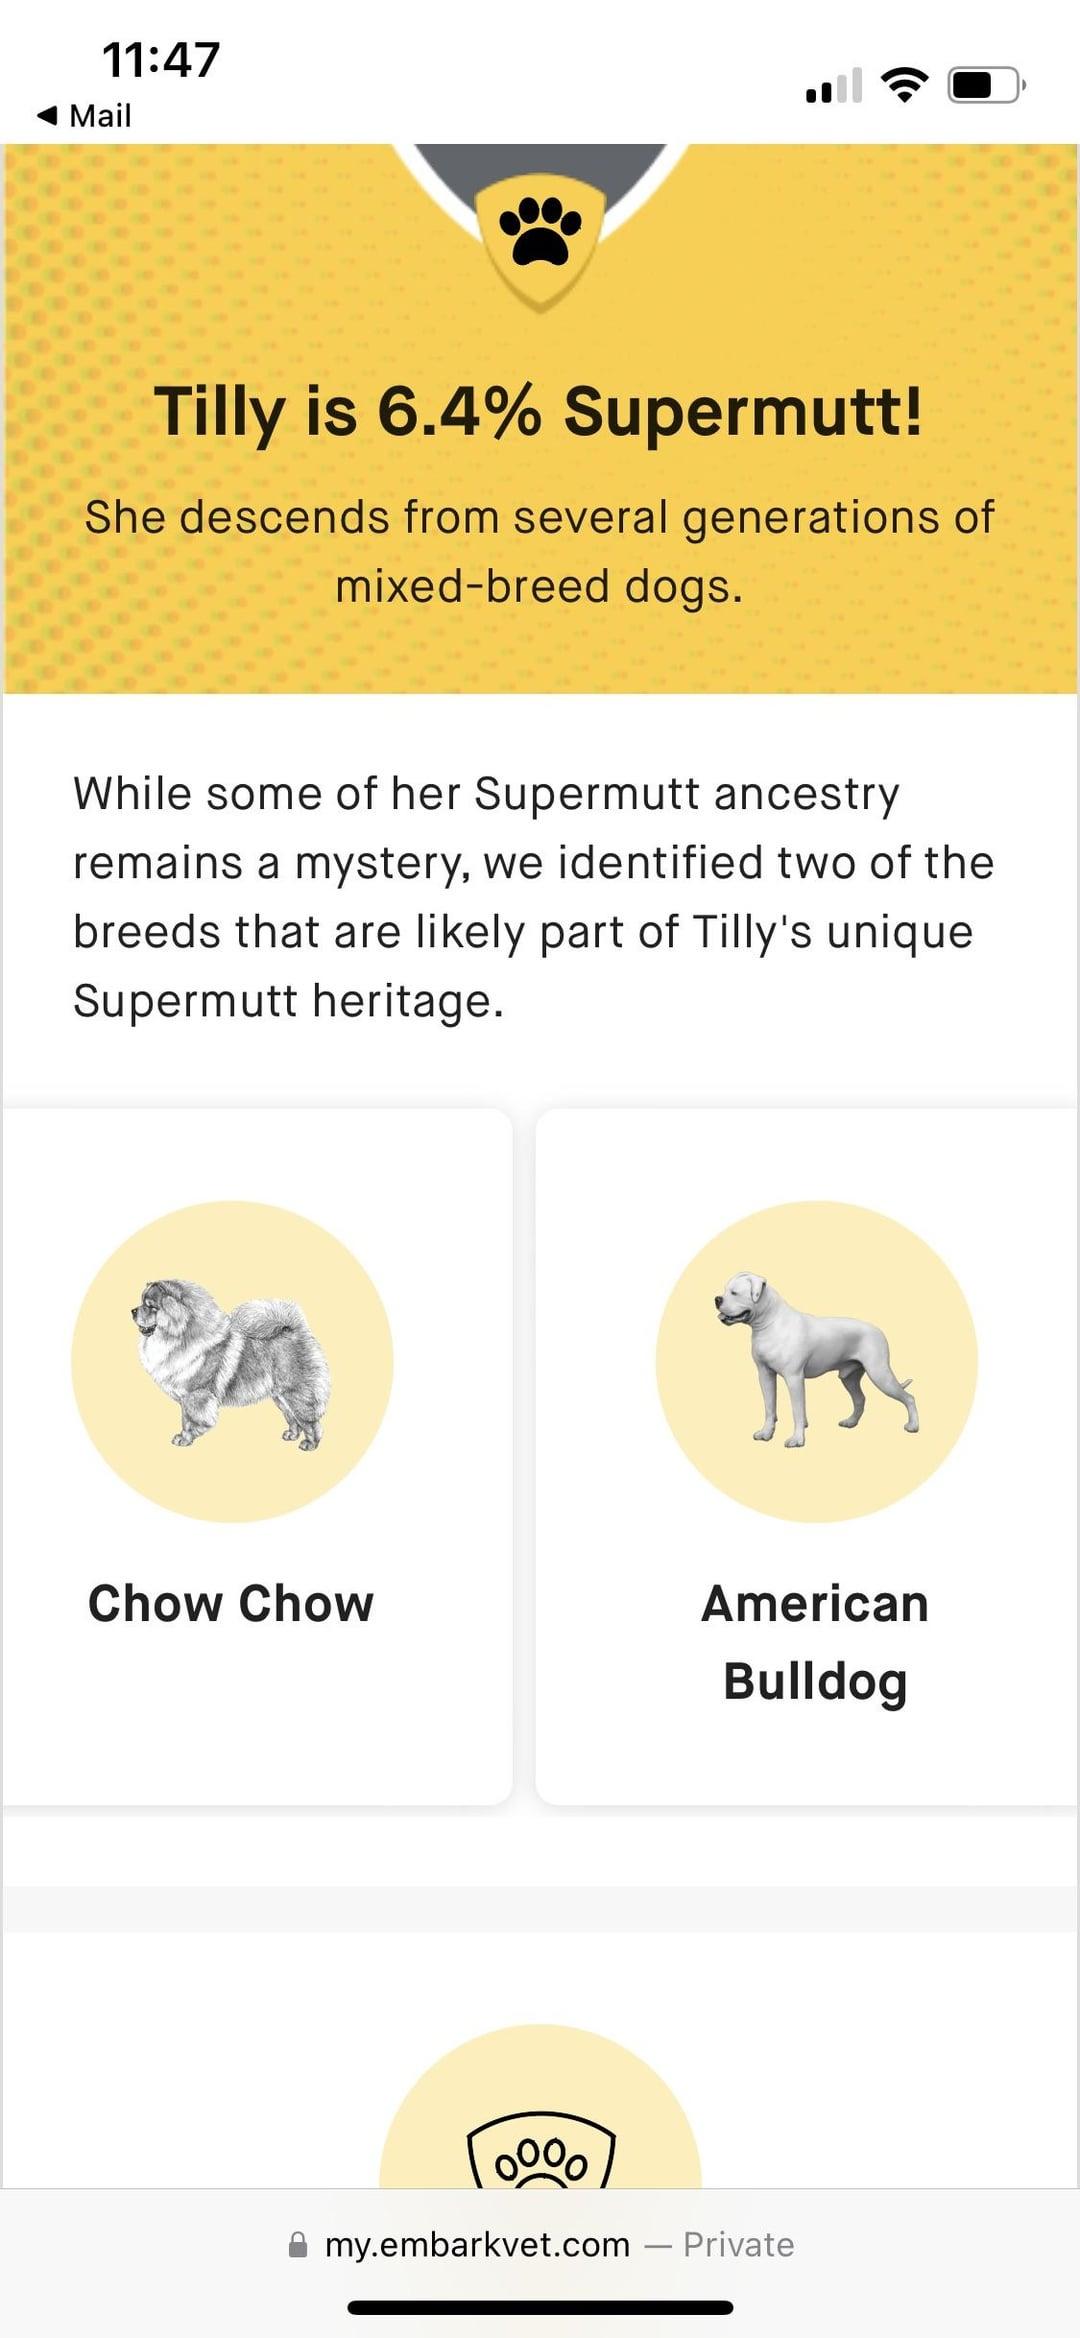 11:47
◀ Mail
Tilly is 6.4% Supermutt!
She descends from several generations of
mixed-breed dogs.
While some of her Supermutt ancestry
remains a mystery, we identified two of the
breeds that are likely part of Tilly's unique
Supermutt heritage.
Chow Chow
American
Bulldog
my.embarkvet.com — Private